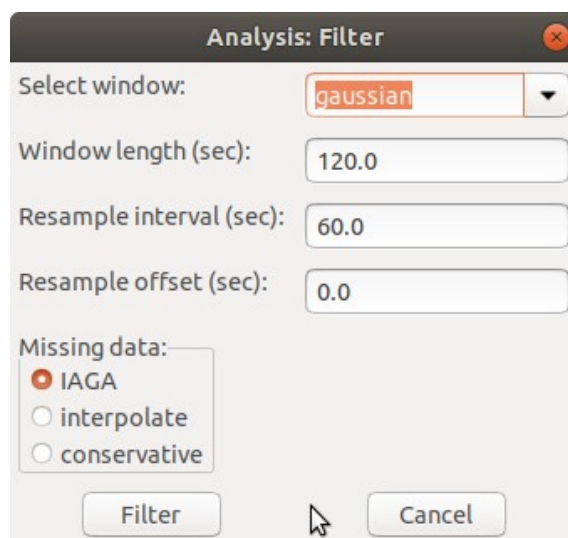 Analysis: Filter
Select window: gaussian
Window length (sec): 120.0
Resample interval (sec): 60.0
Resample offset (sec): 0.0
Missing data:
IAGA
interpolate
conservative
Filter Cancel